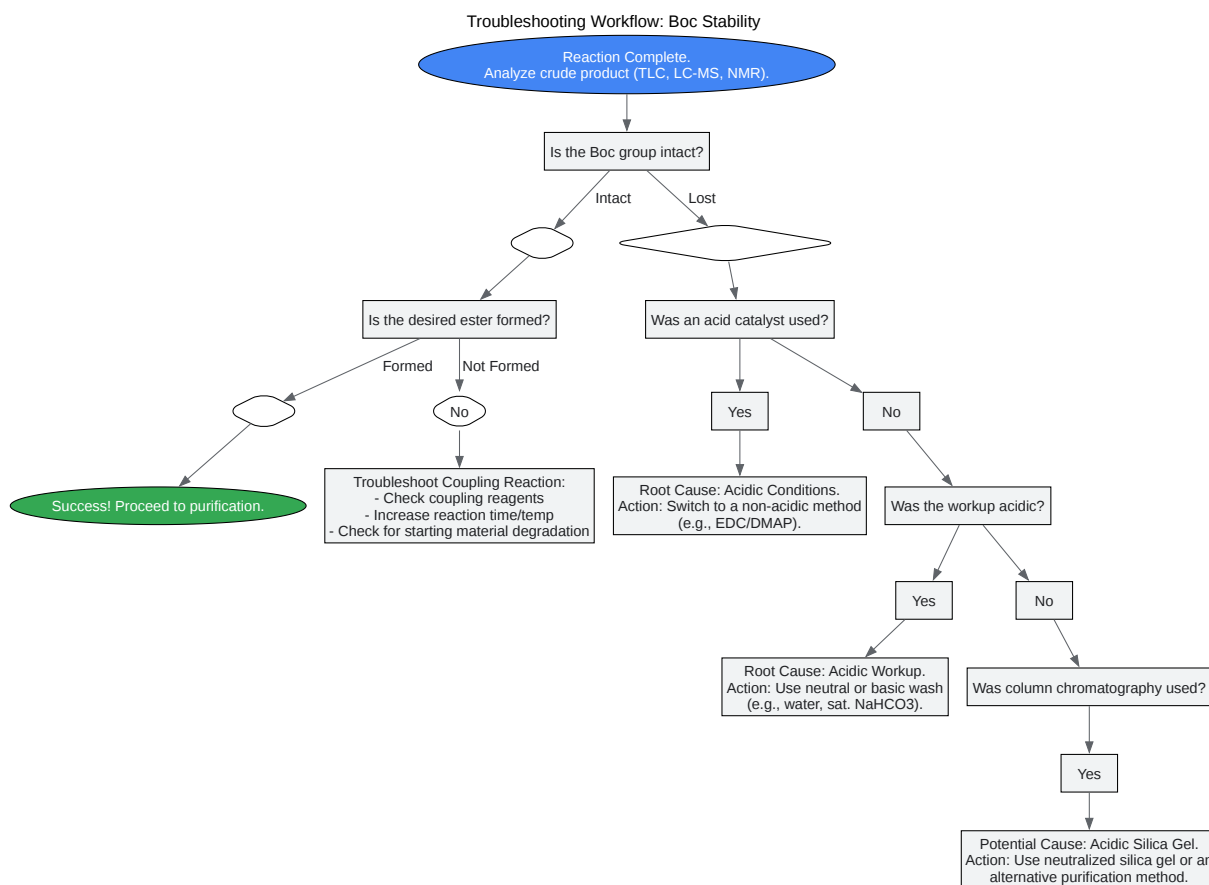 Troubleshooting Workflow: Boc Stability
Reaction Complete.
Analyze crude product (TLC, LC-MS, NMR).
Is the Boc group intact?
Intact
Lost
Is the desired ester formed?
Was an acid catalyst used?
Formed
Not Formed
No
Yes
No
Success! Proceed to purification.
Troubleshoot Coupling Reaction:
- Check coupling reagents
- Increase reaction time/temp
- Check for starting material degradation
Root Cause: Acidic Conditions.
Action: Switch to a non-acidic method
(e.g., EDC/DMAP).
Was the workup acidic?
Yes
No
Root Cause: Acidic Workup.
Action: Use neutral or basic wash
(e.g., water, sat. NaHCO3).
Was column chromatography used?
Yes
Potential Cause: Acidic Silica Gel.
Action: Use neutralized silica gel or an
alternative purification method.